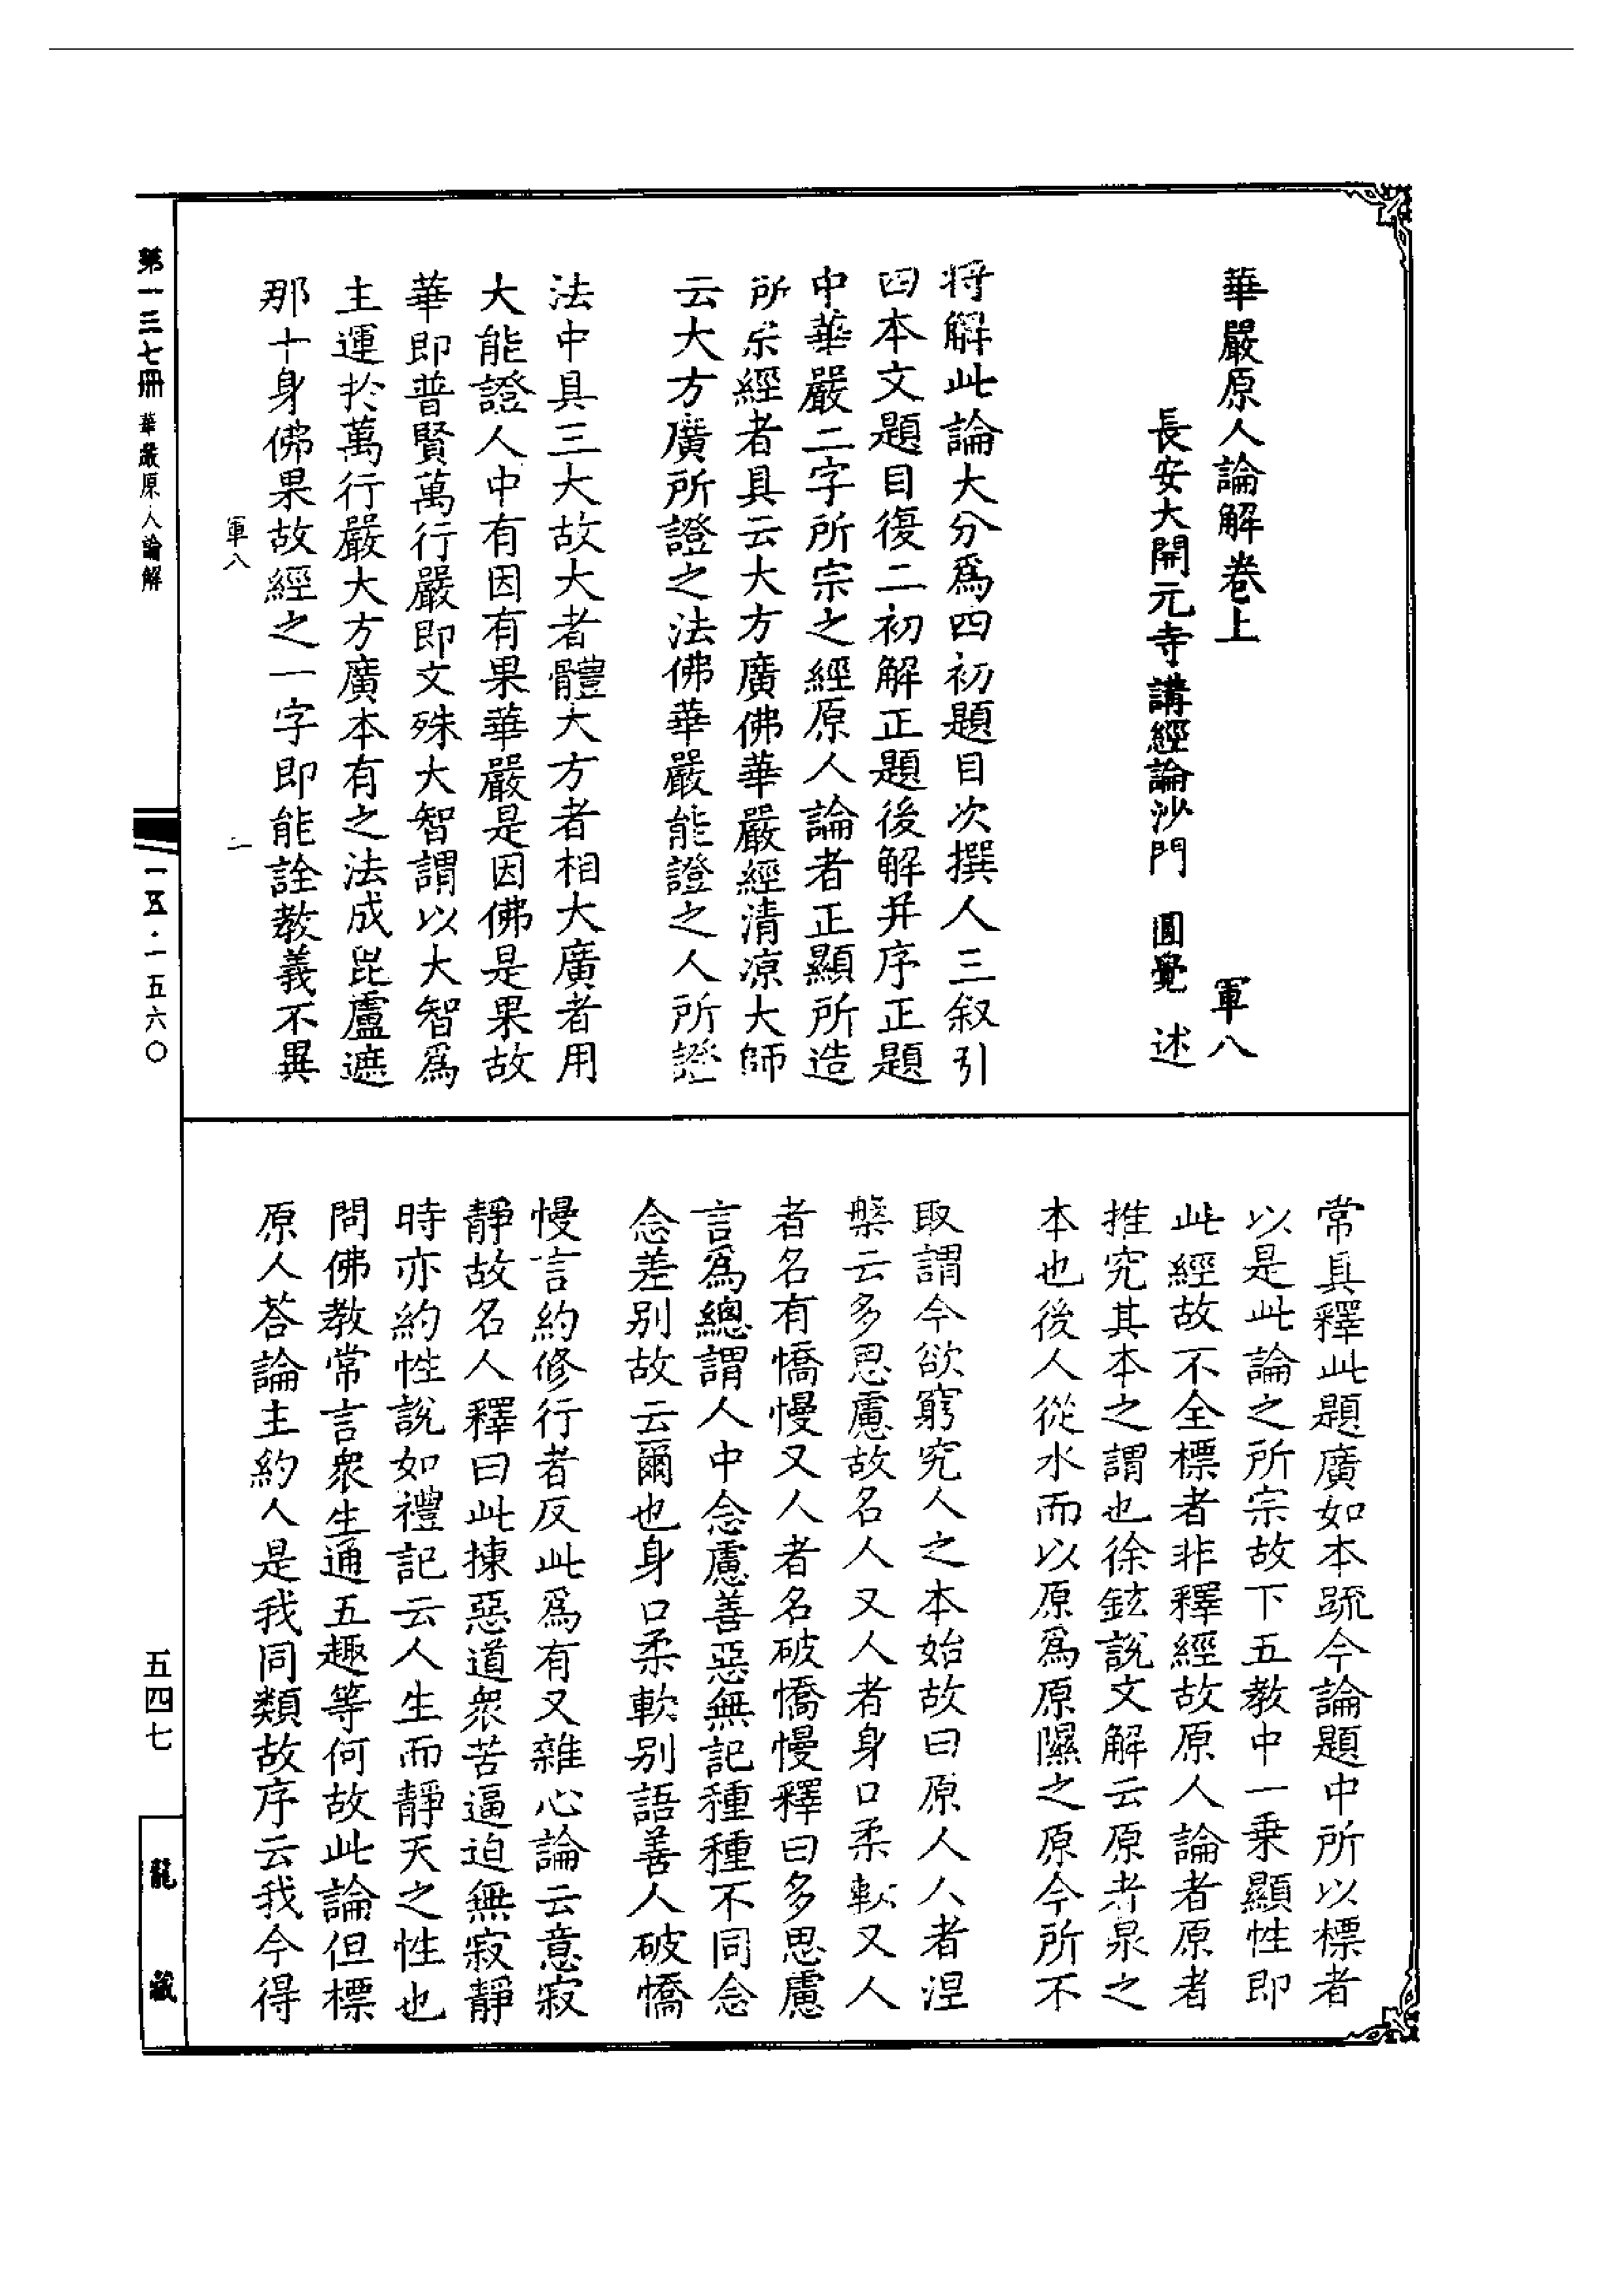 華嚴原人論解卷上　軍八
長安大開元寺講經論沙門　圓覺　述
將解此論大分爲四初題目次撰人三叙引
四本文題目復二初解正題後解并序正題
中華嚴二字所宗之經原人論者正顯所造
所宗經者具云大方廣佛華嚴經清凉大師
云大方廣所證之法佛華嚴能證之人所證
法中具三大故大者體大方者相大廣者用
大能證人中有因有果華嚴是因佛是果故
華即普賢萬行嚴即文殊大智謂以大智爲
主運於萬行嚴大方廣本有之法成毘盧遮
那十身佛果故經之一字即能詮教義不異
軍八　二
常具釋此題廣如本䟽今論題中所以標者
以是此論之所宗故下五教中一乗顯性即
此經故不全標者非釋經故原人論者原者
推究其本之謂也徐鉉說文解云原者泉之
本也後人從水而以原爲原隰之原今所不
取謂今欲窮究人之本始故曰原人人者涅
槃云多思慮故名人又人者身口柔軟又人
者名有憍慢又人者名破憍慢釋曰多思慮
言爲總謂人中念慮善惡無記種種不同念
念差别故云爾也身口柔軟别語善人破憍
慢言約修行者反此爲有又雜心論云意寂
靜故名人釋曰此揀惡道衆苦逼迫無寂靜
時亦約性說如禮記云人生而靜天之性也
問佛教常言衆生通五趣等何故此論但標
原人荅論主約人是我同類故序云我今得
第一三七册　華嚴原人論解　一五·一五六〇　五四七　龍藏